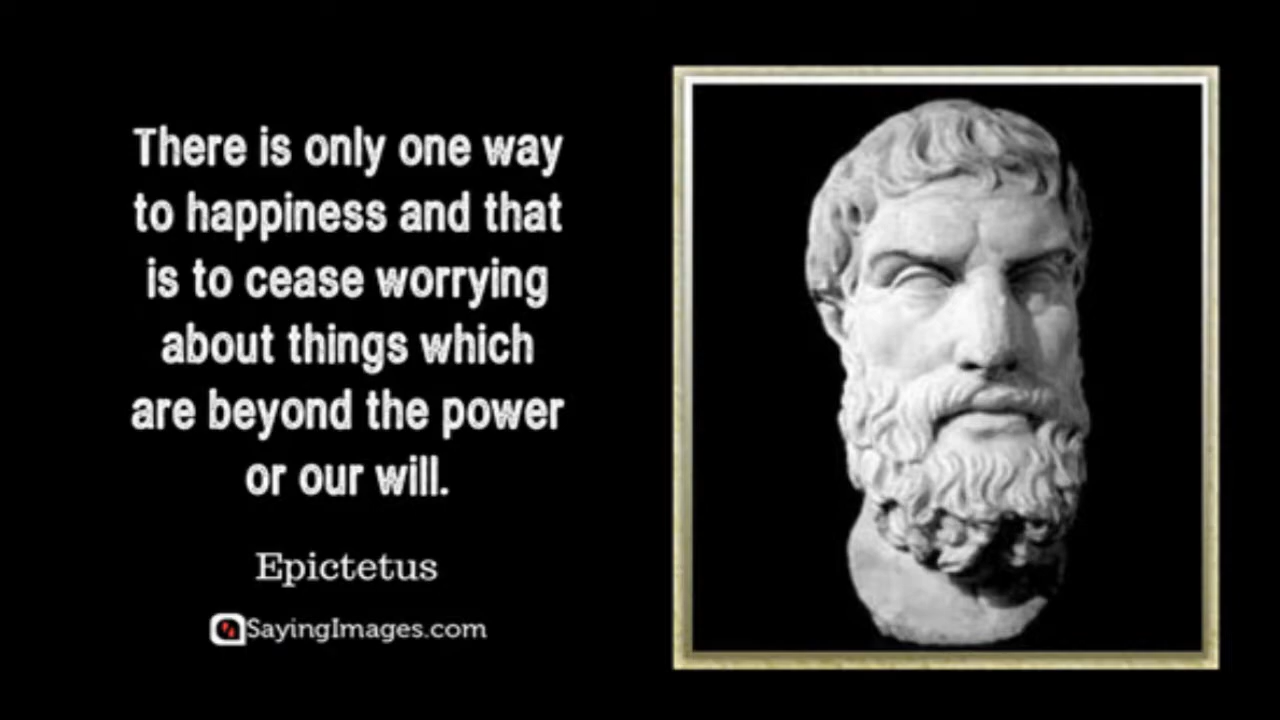 There is only one way
to happiness and that
is to cease worrying
about things which
are beyond the power
or our will.
Epictetus
SayingImages.com